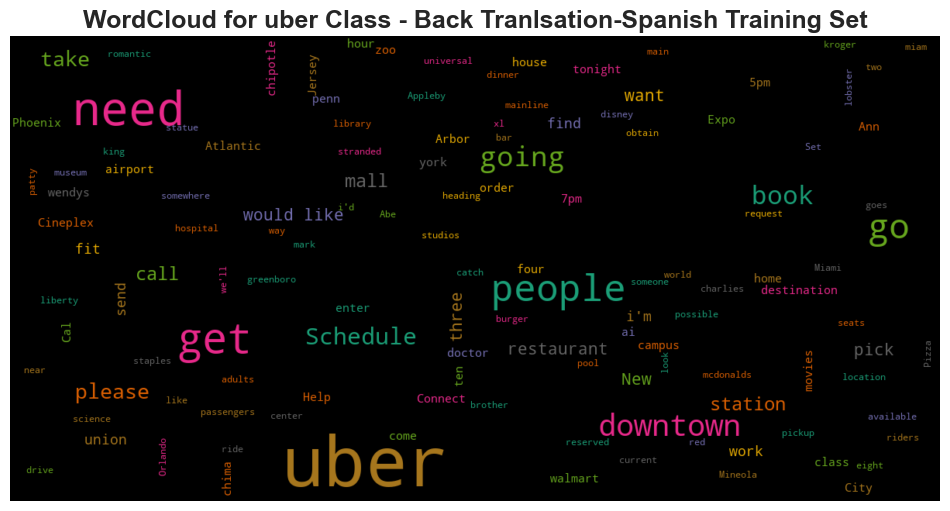 WordCloud for uber Class - Back Tranlsation-Spanish Training Set
take
romantic
chipotle
Jersey
hour
zoo
universal
dinner
house
tonight
main
kroger
miam
two
lobster
5pm
want
need
penn
Appleby
mainline
disney
Phoenix
statue
library
xl
find
obtain
Expo
Ann
king
Atlantic
stranded
Arbor
bar
going
Set
patty
museum
airport
mall
york
wendys
somewhere
heading
order
7pm
book
request
goes
Cineplex
hospital
would like
i'd
Abe
way
mark
studios
go
fit
call
we'll
greenboro
catch
four
people
someone
world
charlies
home
Miami
destination
liberty
send
enter
three
burger
i'm
possible
Cal
get
Schedule
ai
seats
near
staples
doctor
restaurant
pool
campus
look
pick
Pizza
please
adults
ten
New
mcdonalds
movies
location
like
Help
Connect
brother
station
science
passengers
center
downtown
available
union
come
reserved
red
pickup
riders
Orlando
ride
uber
current
work
class
eight
drive
chima
walmart
Mineola
City